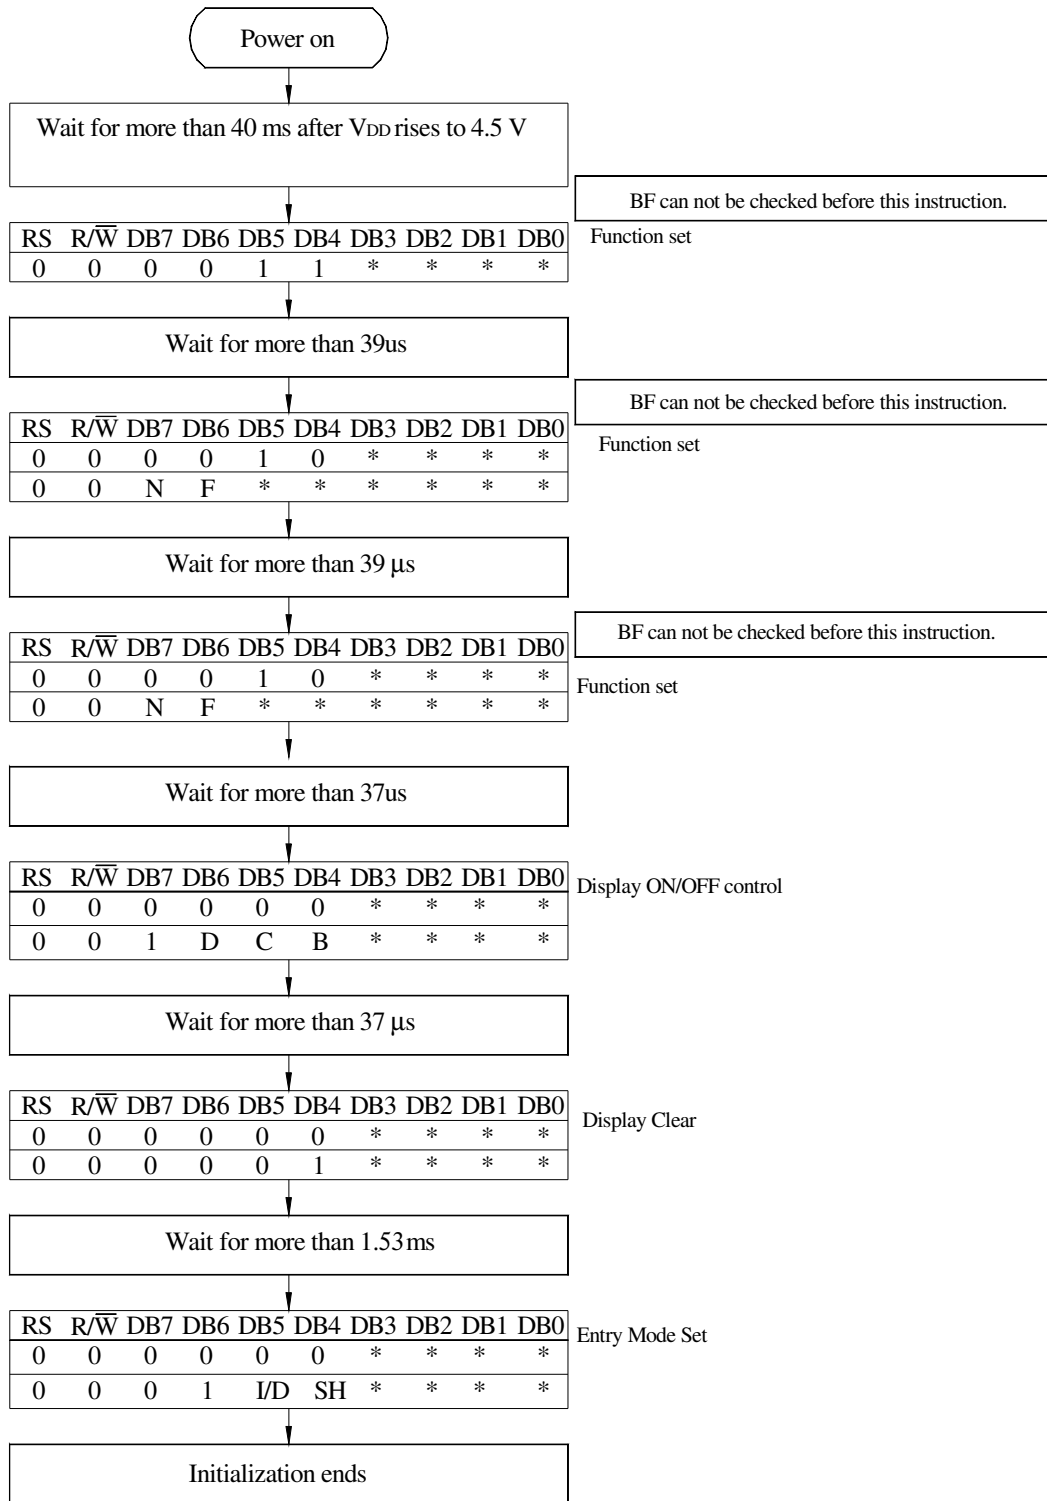 Power on
Wait for more than 40 ms after VDD rises to 4.5 V
BF can not be checked before this instruction.
RS R/W̅ DB7 DB6 DB5 DB4 DB3 DB2 DB1 DB0
Function set
0 0 0 0 1 1 * * * *
Wait for more than 39us
BF can not be checked before this instruction.
RS R/W̅ DB7 DB6 DB5 DB4 DB3 DB2 DB1 DB0
Function set
0 0 0 0 1 0 * * * *
0 0 N F * * * * * *
Wait for more than 39 µs
BF can not be checked before this instruction.
RS R/W̅ DB7 DB6 DB5 DB4 DB3 DB2 DB1 DB0
0 0 0 0 1 0 * * * *
Function set
0 0 N F * * * * * *
Wait for more than 37us
RS R/W̅ DB7 DB6 DB5 DB4 DB3 DB2 DB1 DB0
Display ON/OFF control
0 0 0 0 0 0 * * * *
0 0 1 D C B * * * *
Wait for more than 37 µs
RS R/W̅ DB7 DB6 DB5 DB4 DB3 DB2 DB1 DB0
Display Clear
0 0 0 0 0 0 * * * *
0 0 0 0 0 1 * * * *
Wait for more than 1.53ms
RS R/W̅ DB7 DB6 DB5 DB4 DB3 DB2 DB1 DB0
Entry Mode Set
0 0 0 0 0 0 * * * *
0 0 0 1 I/D SH * * * *
Initialization ends